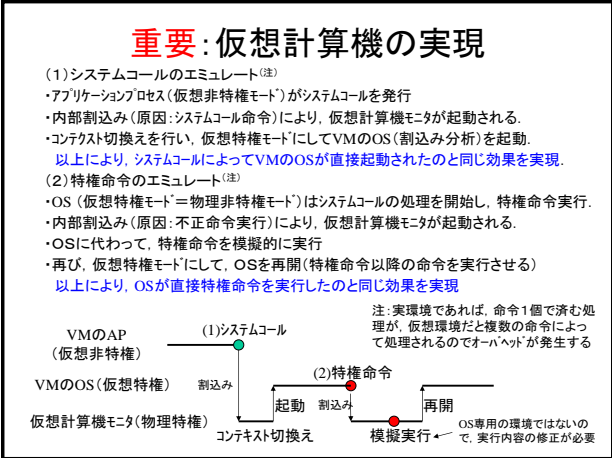 重要:仮想計算機の実現
(1)システムコールのエミュレート(注)
・アプリケーションプロセス(仮想非特権モード)がシステムコールを発行
・内部割込み(原因:システムコール命令)により,仮想計算機モニタが起動される.
・コンテクスト切換えを行い,仮想特権モードにしてVMのOS(割込み分析)を起動.
以上により,システムコールによってVMのOSが直接起動されたのと同じ効果を実現.
(2)特権命令のエミュレート(注)
・OS (仮想特権モード=物理非特権モード)はシステムコールの処理を開始し,特権命令実行.
・内部割込み(原因:不正命令実行)により,仮想計算機モニタが起動される.
・OSに代わって,特権命令を模擬的に実行
・再び,仮想特権モードにして,OSを再開(特権命令以降の命令を実行させる)
以上により,OSが直接特権命令を実行したのと同じ効果を実現
注:実環境であれば,命令1個で済む処
理が,仮想環境だと複数の命令によっ
て処理されるのでオーバヘッドが発生する
VMのAP
(仮想非特権)
(1)システムコール
VMのOS(仮想特権)
割込み
(2)特権命令
起動
割込み
再開
仮想計算機モニタ(物理特権)
コンテキスト切換え
模擬実行
OS専用の環境ではないの
で,実行内容の修正が必要